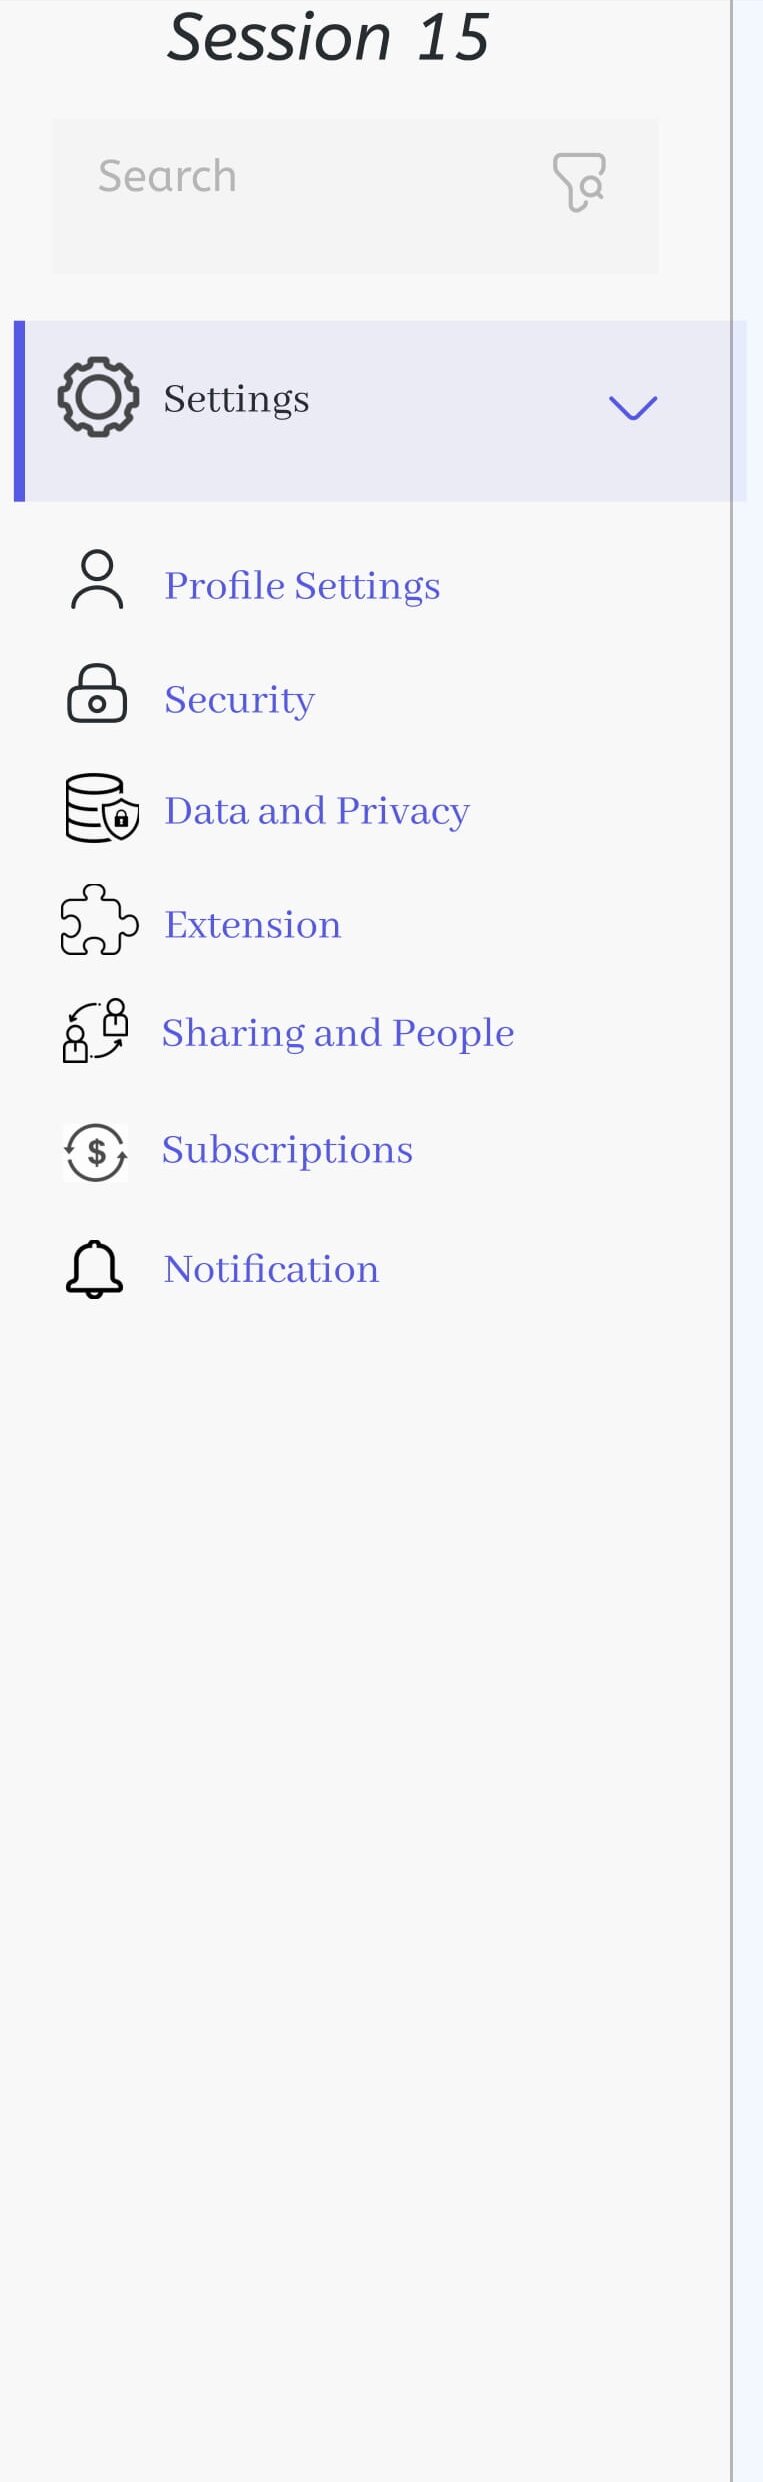 Session 15
Search
Settings
Profile Settings
Security
Data and Privacy
Extension
Sharing and People
$
Subscriptions
Notification